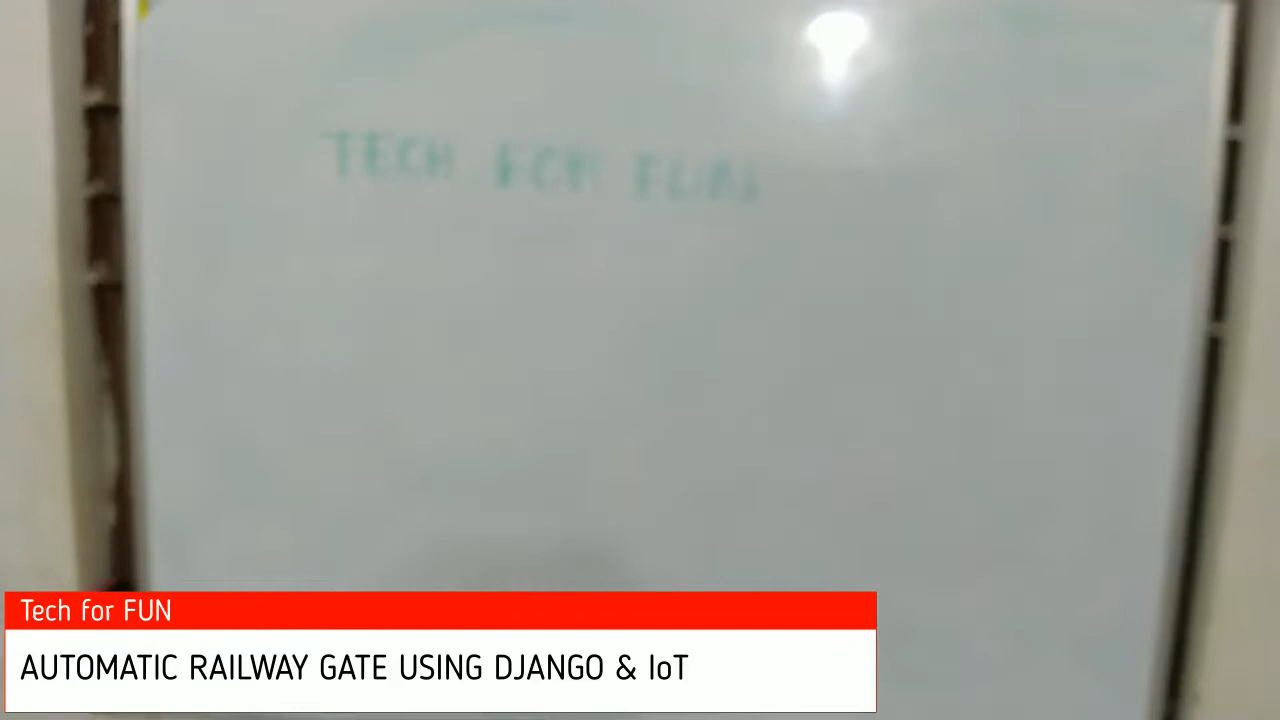 TECH FOR FUN
Tech for FUN
AUTOMATIC RAILWAY GATE USING DJANGO & IoT